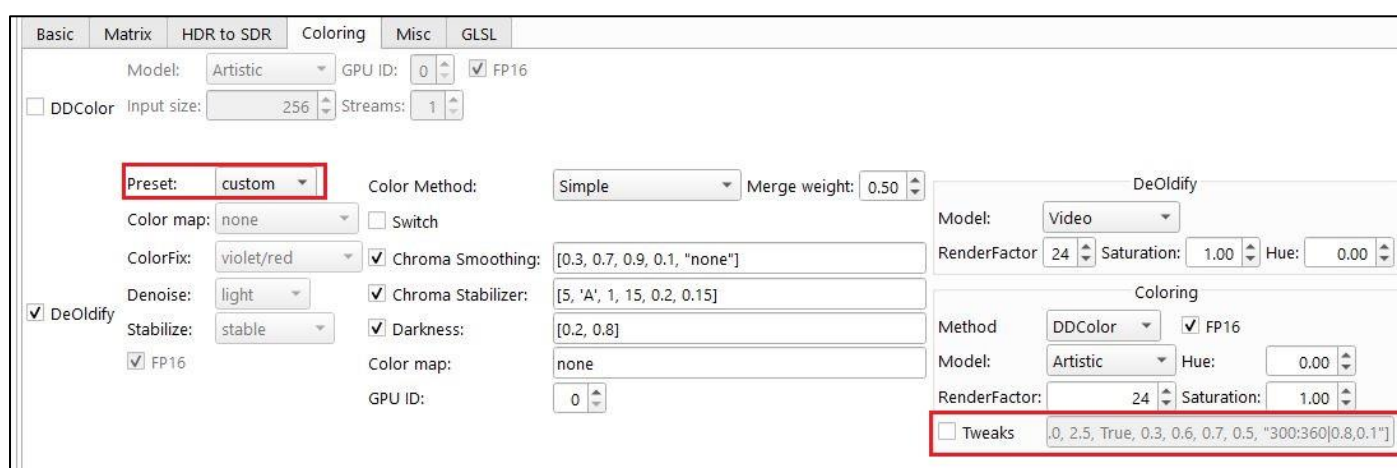 Basic Matrix HDR to SDR Coloring Misc GLSL
Model: Artistic GPU ID: 0 FP16
DDColor Input size: 256 Streams: 1
Preset: custom Color Method: Simple Merge weight: 0.50 DeOldify
Color map: none Switch Model: Video
ColorFix: violet/red Chroma Smoothing: [0.3, 0.7, 0.9, 0.1, "none"] RenderFactor 24 Saturation: 1.00 Hue: 0.00
Denoise: light Chroma Stabilizer: [5, 'A', 1, 15, 0.2, 0.15] Coloring
DeOldify Stabilize: stable Darkness: [0.2, 0.8] Method DDColor FP16
FP16 Color map: none Model: Artistic Hue: 0.00
GPU ID: 0 RenderFactor: 24 Saturation: 1.00
Tweaks .0, 2.5, True, 0.3, 0.6, 0.7, 0.5, "300:360|0.8,0.1"]